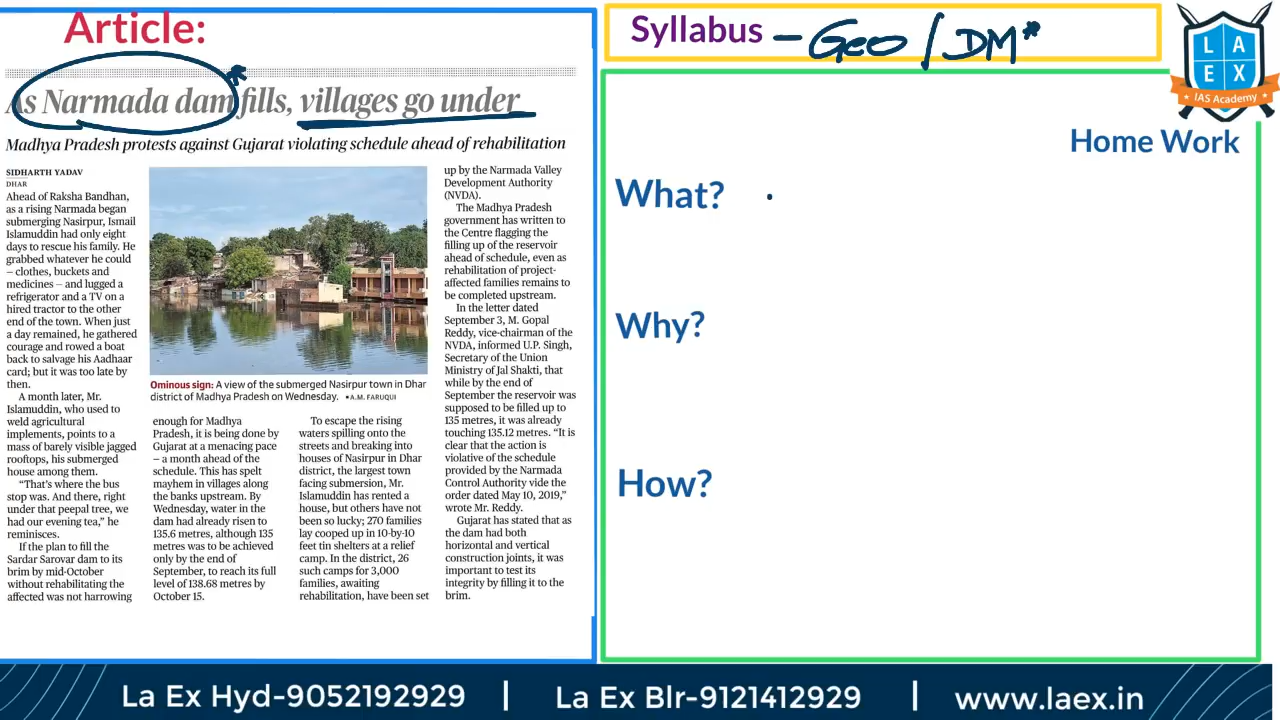 Article:
As Narmada dam fills, villages go under
Madhya Pradesh protests against Gujarat violating schedule ahead of rehabilitation
SIDHARTH YADAV
DHAR
Ahead of Raksha Bandhan,
as a rising Narmada began
submerging Nasirpur, Ismail
Islamuddin had only eight
days to rescue his family. He
grabbed whatever he could
– clothes, buckets and
medicines – and lugged a
refrigerator and a TV on a
hired tractor to the other
end of the town. When just
a day remained, he gathered
courage and rowed a boat
back to salvage his Aadhaar
card; but it was too late by
then.
A month later, Mr.
Islamuddin, who used to
weld agricultural
implements, points to a
mass of barely visible jagged
rooftops, his submerged
house among them.
“That’s where the bus
stop was. And there, right
under that peepal tree, we
had our evening tea,” he
reminisces.
If the plan to fill the
Sardar Sarovar dam to its
brim by mid-October
without rehabilitating the
affected was not harrowing
Ominous sign: A view of the submerged Nasirpur town in Dhar
district of Madhya Pradesh on Wednesday. ▪A.M. FARUQUI
enough for Madhya
Pradesh, it is being done by
Gujarat at a menacing pace
– a month ahead of the
schedule. This has spelt
mayhem in villages along
the banks upstream. By
Wednesday, water in the
dam had already risen to
135.6 metres, although 135
metres was to be achieved
only by the end of
September, to reach its full
level of 138.68 metres by
October 15.
To escape the rising
waters spilling onto the
streets and breaking into
houses of Nasirpur in Dhar
district, the largest town
facing submersion, Mr.
Islamuddin has rented a
house, but others have not
been so lucky; 270 families
lay cooped up in 10-by-10
feet tin shelters at a relief
camp. In the district, 26
such camps for 3,000
families, awaiting
rehabilitation, have been set
up by the Narmada Valley
Development Authority
(NVDA).
The Madhya Pradesh
government has written to
the Centre flagging the
filling up of the reservoir
ahead of schedule, even as
rehabilitation of project-
affected families remains to
be completed upstream.
In the letter dated
September 3, M. Gopal
Reddy, vice-chairman of the
NVDA, informed U.P. Singh,
Secretary of the Union
Ministry of Jal Shakti, that
while by the end of
September the reservoir was
supposed to be filled up to
135 metres, it was already
touching 135.12 metres. “It is
clear that the action is
violative of the schedule
provided by the Narmada
Control Authority vide the
order dated May 10, 2019,”
wrote Mr. Reddy.
Gujarat has stated that as
the dam had both
horizontal and vertical
construction joints, it was
important to test its
integrity by filling it to the
brim.
Syllabus – Geo / DM*
LA
EX
IAS Academy
Home Work
What?
Why?
How?
La Ex Hyd-9052192929 | La Ex Blr-9121412929 | www.laex.in